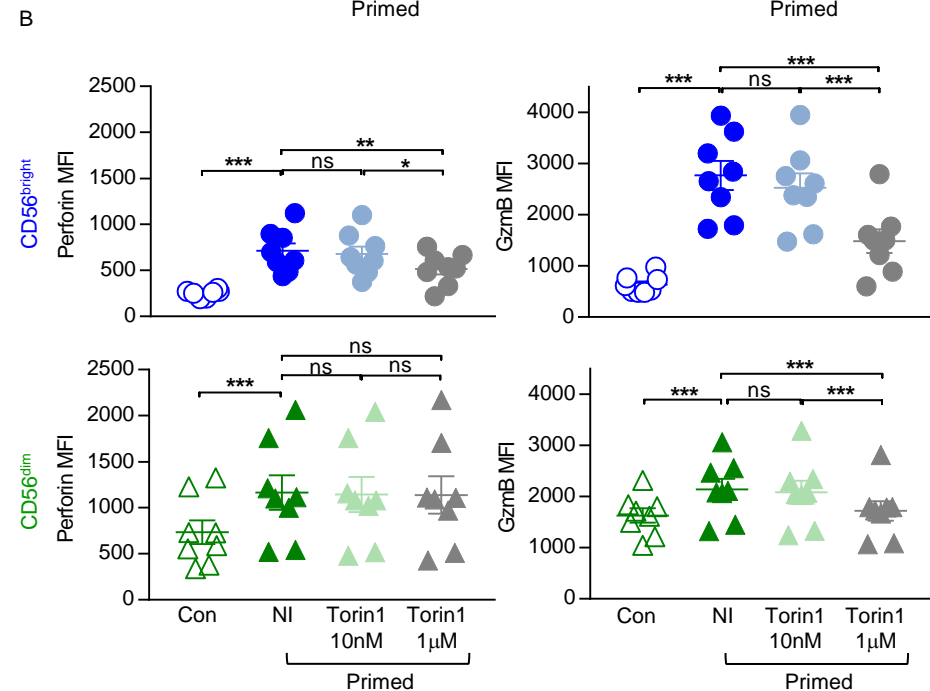 B
Primed
Primed
CD56bright
Perforin MFI
2500
2000
1500
1000
500
0
***
ns
**
*
GzmB MFI
4000
3000
2000
1000
0
***
ns
***
***
CD56dim
Perforin MFI
2500
2000
1500
1000
500
0
***
ns
ns
ns
Con
NI
Torin1
10nM
Torin1
1μM
Primed
GzmB MFI
4000
3000
2000
1000
0
***
ns
***
***
Con
NI
Torin1
10nM
Torin1
1μM
Primed